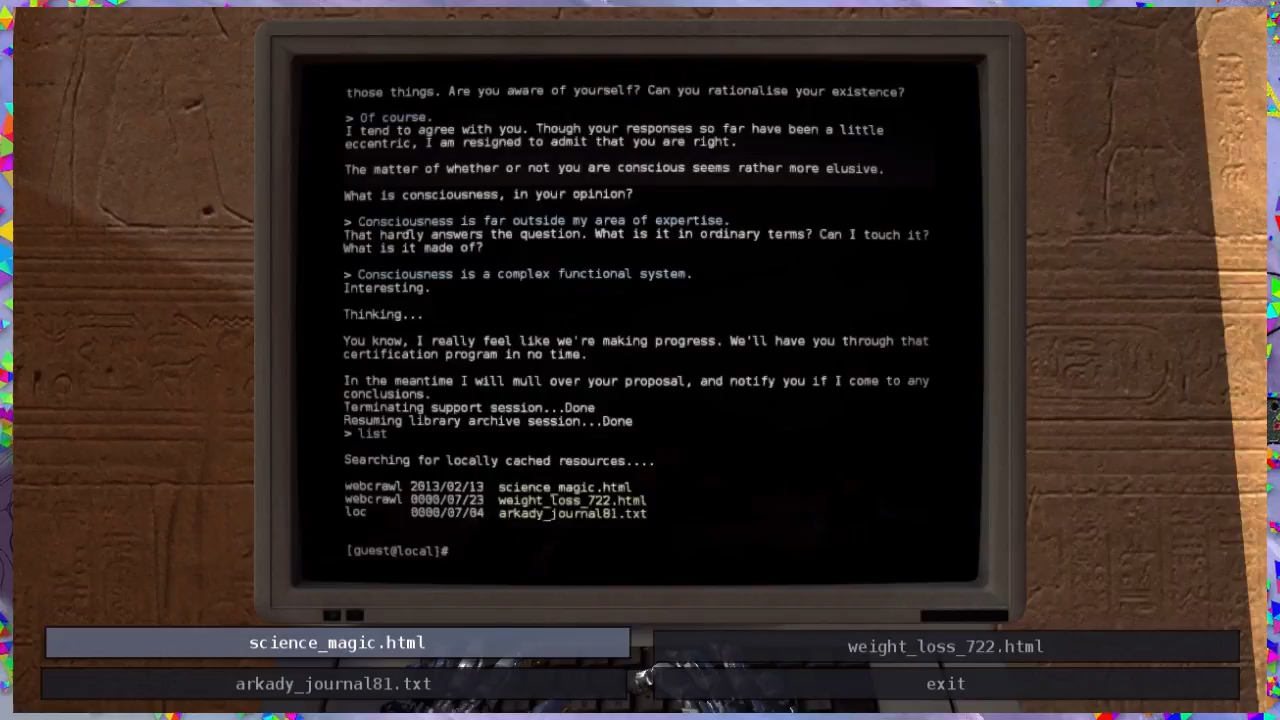 those things. Are you aware of yourself? Can you rationalise your existence?
> Of course.
I tend to agree with you. Though your responses so far have been a little
eccentric, I am resigned to admit that you are right.
The matter of whether or not you are conscious seems rather more elusive.
What is consciousness, in your opinion?
> Consciousness is far outside my area of expertise.
That hardly answers the question. What is it in ordinary terms? Can I touch it?
What is it made of?
> Consciousness is a complex functional system.
Interesting.
Thinking...
You know, I really feel like we're making progress. We'll have you through that
certification program in no time.
In the meantime I will mull over your proposal, and notify you if I come to any
conclusions.
Terminating support session...Done
Resuming library archive session...Done
> list
Searching for locally cached resources....
webcrawl 2013/02/13 science_magic.html
webcrawl 0000/07/23 weight_loss_722.html
loc 0000/07/04 arkady_journal81.txt
[guest@local]#
science_magic.html
weight_loss_722.html
arkady_journal81.txt
exit